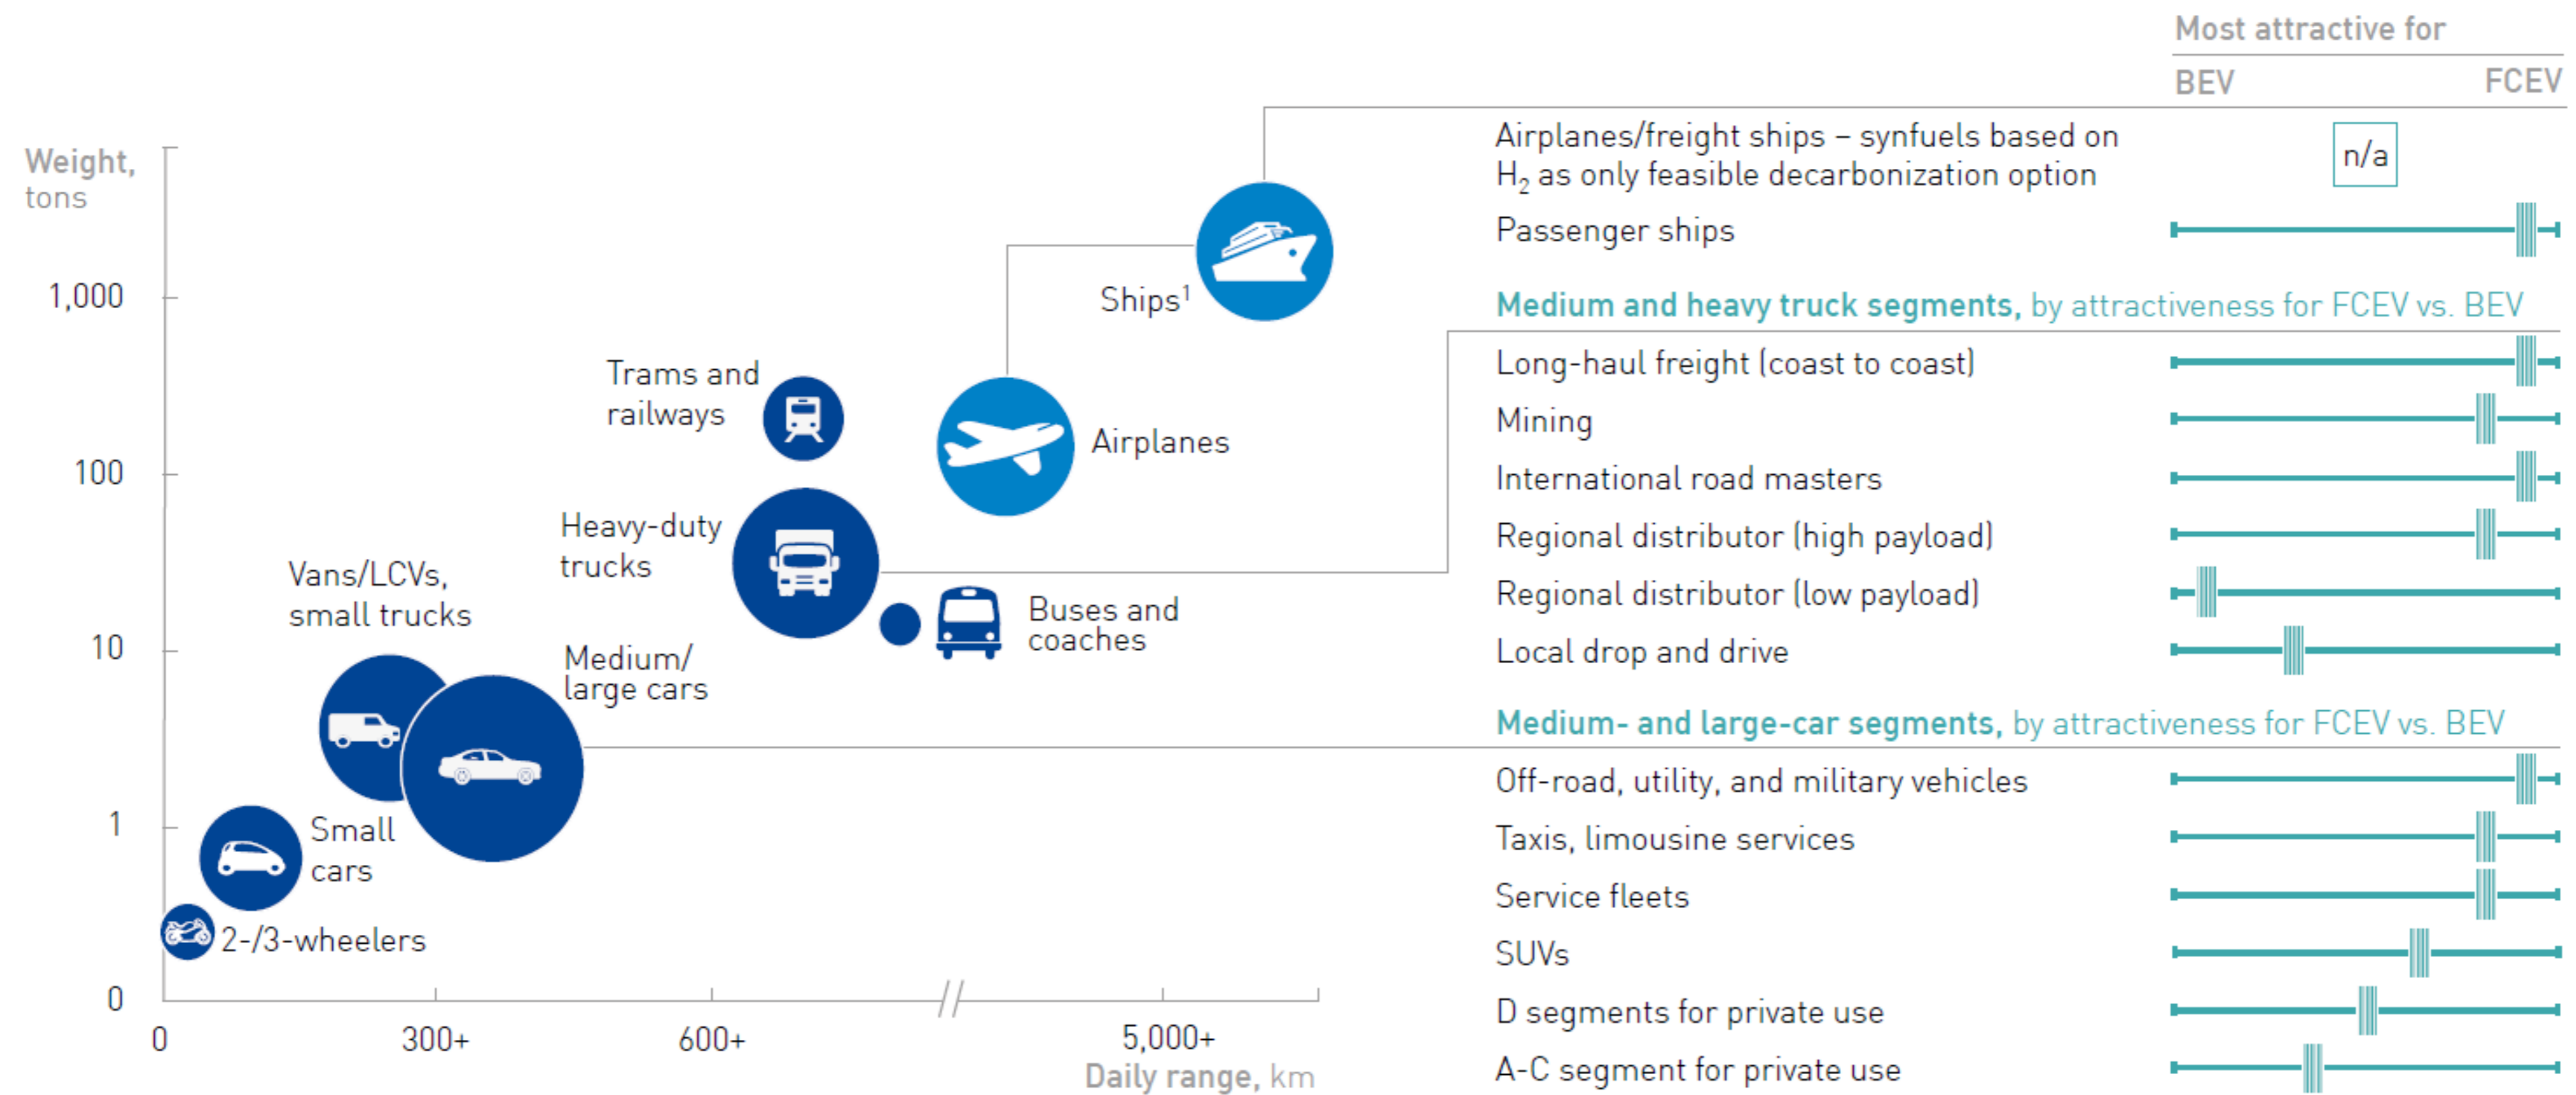 Most attractive for
BEV
FCEV
Weight,
tons
1,000
100
10
1
0
0
300+
600+
5,000+
Daily range, km
Ships1
Airplanes
Trams and
railways
Heavy-duty
trucks
Buses and
coaches
Vans/LCVs,
small trucks
Medium/
large cars
Small
cars
2-/3-wheelers
Airplanes/freight ships – synfuels based on
H2 as only feasible decarbonization option
n/a
Passenger ships
Medium and heavy truck segments, by attractiveness for FCEV vs. BEV
Long-haul freight (coast to coast)
Mining
International road masters
Regional distributor (high payload)
Regional distributor (low payload)
Local drop and drive
Medium- and large-car segments, by attractiveness for FCEV vs. BEV
Off-road, utility, and military vehicles
Taxis, limousine services
Service fleets
SUVs
D segments for private use
A-C segment for private use